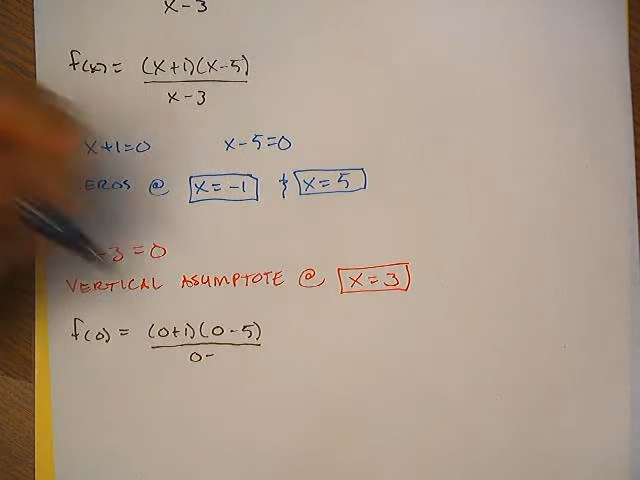 x-3
f(x) = (x+1)(x-5)
x-3
x+1=0 x-5=0
EROS @ x=-1 & x=5
-3=0
VERTICAL ASUMPTOTE @ x=3
f(0) = (0+1)(0-5)
0-